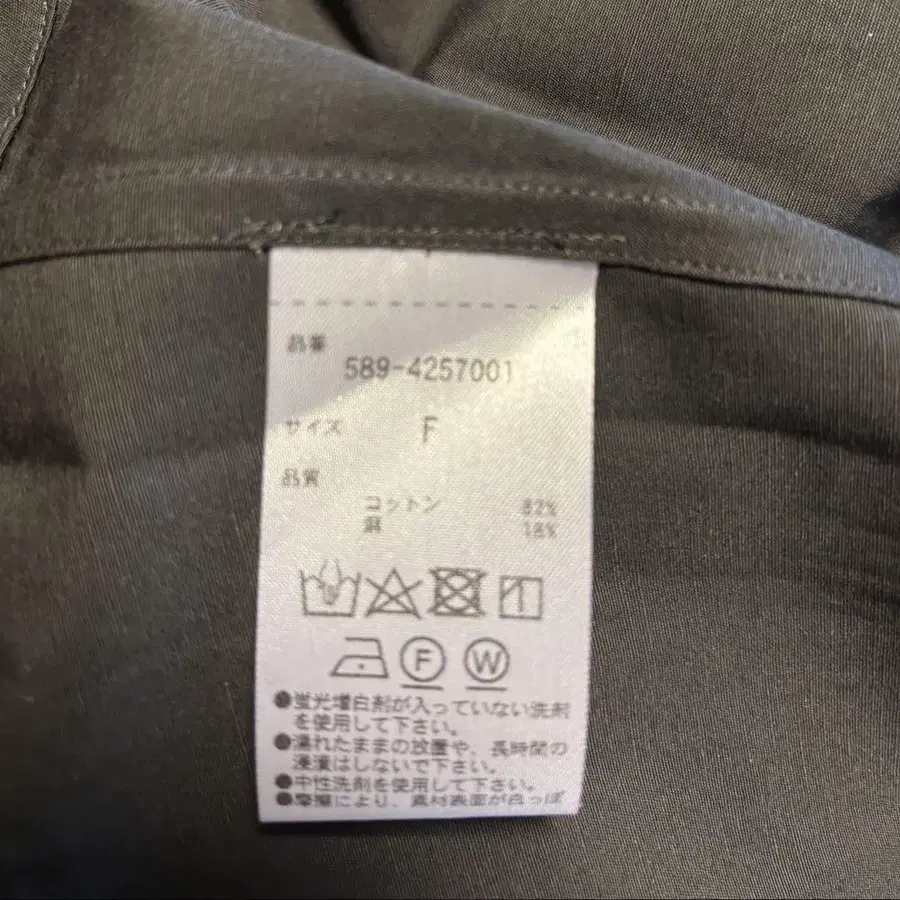 品番
589-4257001
サイズ F
品質
コットン 82%
絹 18%
F W
●蛍光増白剤が入っていない洗剤
を使用して下さい。
●濡れたままの放置や、長時間の
浸漬はしないで下さい。
●中性洗剤を使用して下さい。
●摩擦により、素材表面が白っぽ